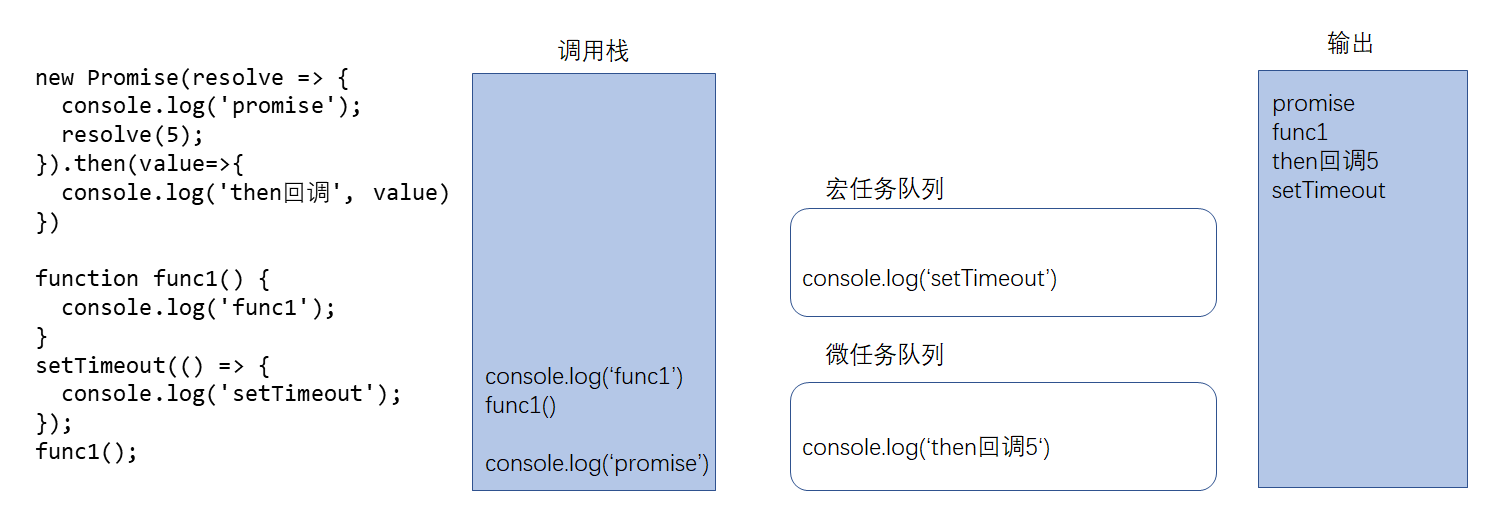 new Promise(resolve => {
  console.log('promise');
  resolve(5);
}).then(value=>{
  console.log('then回调', value)
})
function func1() {
  console.log('func1');
}
setTimeout(() => {
  console.log('setTimeout');
});
func1();
调用栈
console.log(‘func1’)
func1()
console.log(‘promise’)
宏任务队列
console.log(‘setTimeout’)
微任务队列
console.log(‘then回调5‘)
输出
promise
func1
then回调5
setTimeout